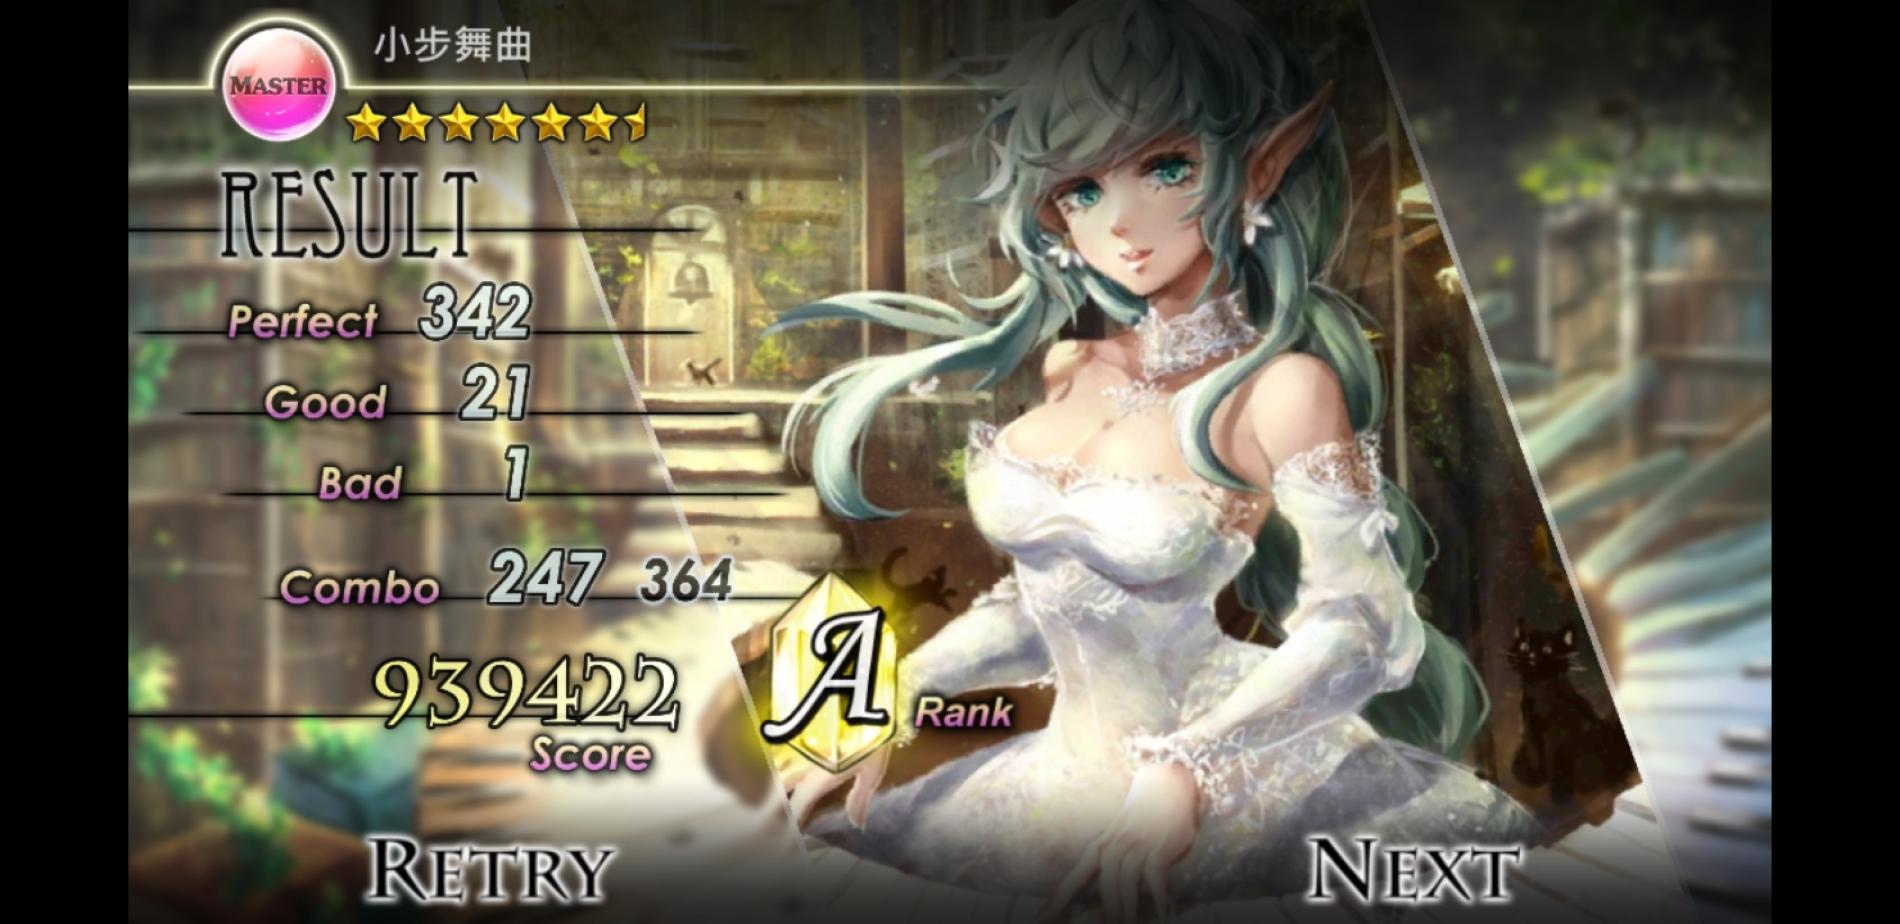 小步舞曲
MASTER
RESULT
Perfect 342
Good 21
Bad 1
Combo 247 364
939422
Score
A Rank
RETRY
NEXT